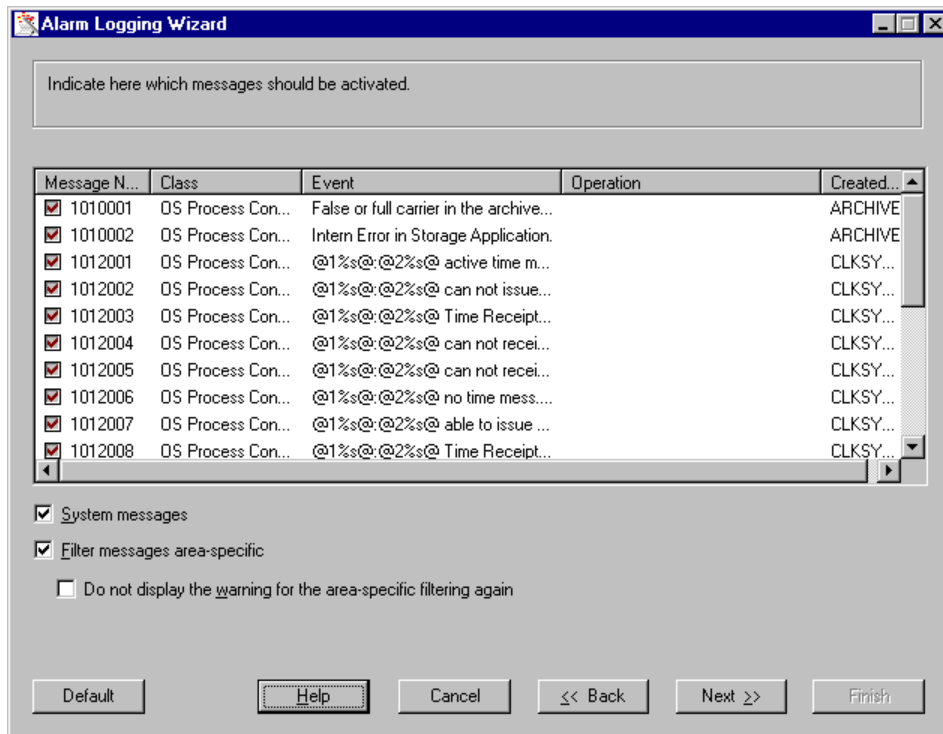 Alarm Logging Wizard
Indicate here which messages should be activated.
Message N... Class Event Operation Created...
1010001 OS Process Con... False or full carrier in the archive... ARCHIVE
1010002 OS Process Con... Intern Error in Storage Application. ARCHIVE
1012001 OS Process Con... @1%s@:@2%s@ active time m... CLKSY...
1012002 OS Process Con... @1%s@:@2%s@ can not issue... CLKSY...
1012003 OS Process Con... @1%s@:@2%s@ Time Receipt... CLKSY...
1012004 OS Process Con... @1%s@:@2%s@ can not recei... CLKSY...
1012005 OS Process Con... @1%s@:@2%s@ can not recei... CLKSY...
1012006 OS Process Con... @1%s@:@2%s@ no time mess.... CLKSY...
1012007 OS Process Con... @1%s@:@2%s@ able to issue ... CLKSY...
1012008 OS Process Con... @1%s@:@2%s@ Time Receipt... CLKSY...
System messages
Filter messages area-specific
Do not display the warning for the area-specific filtering again
Default Help Cancel << Back Next >> Finish